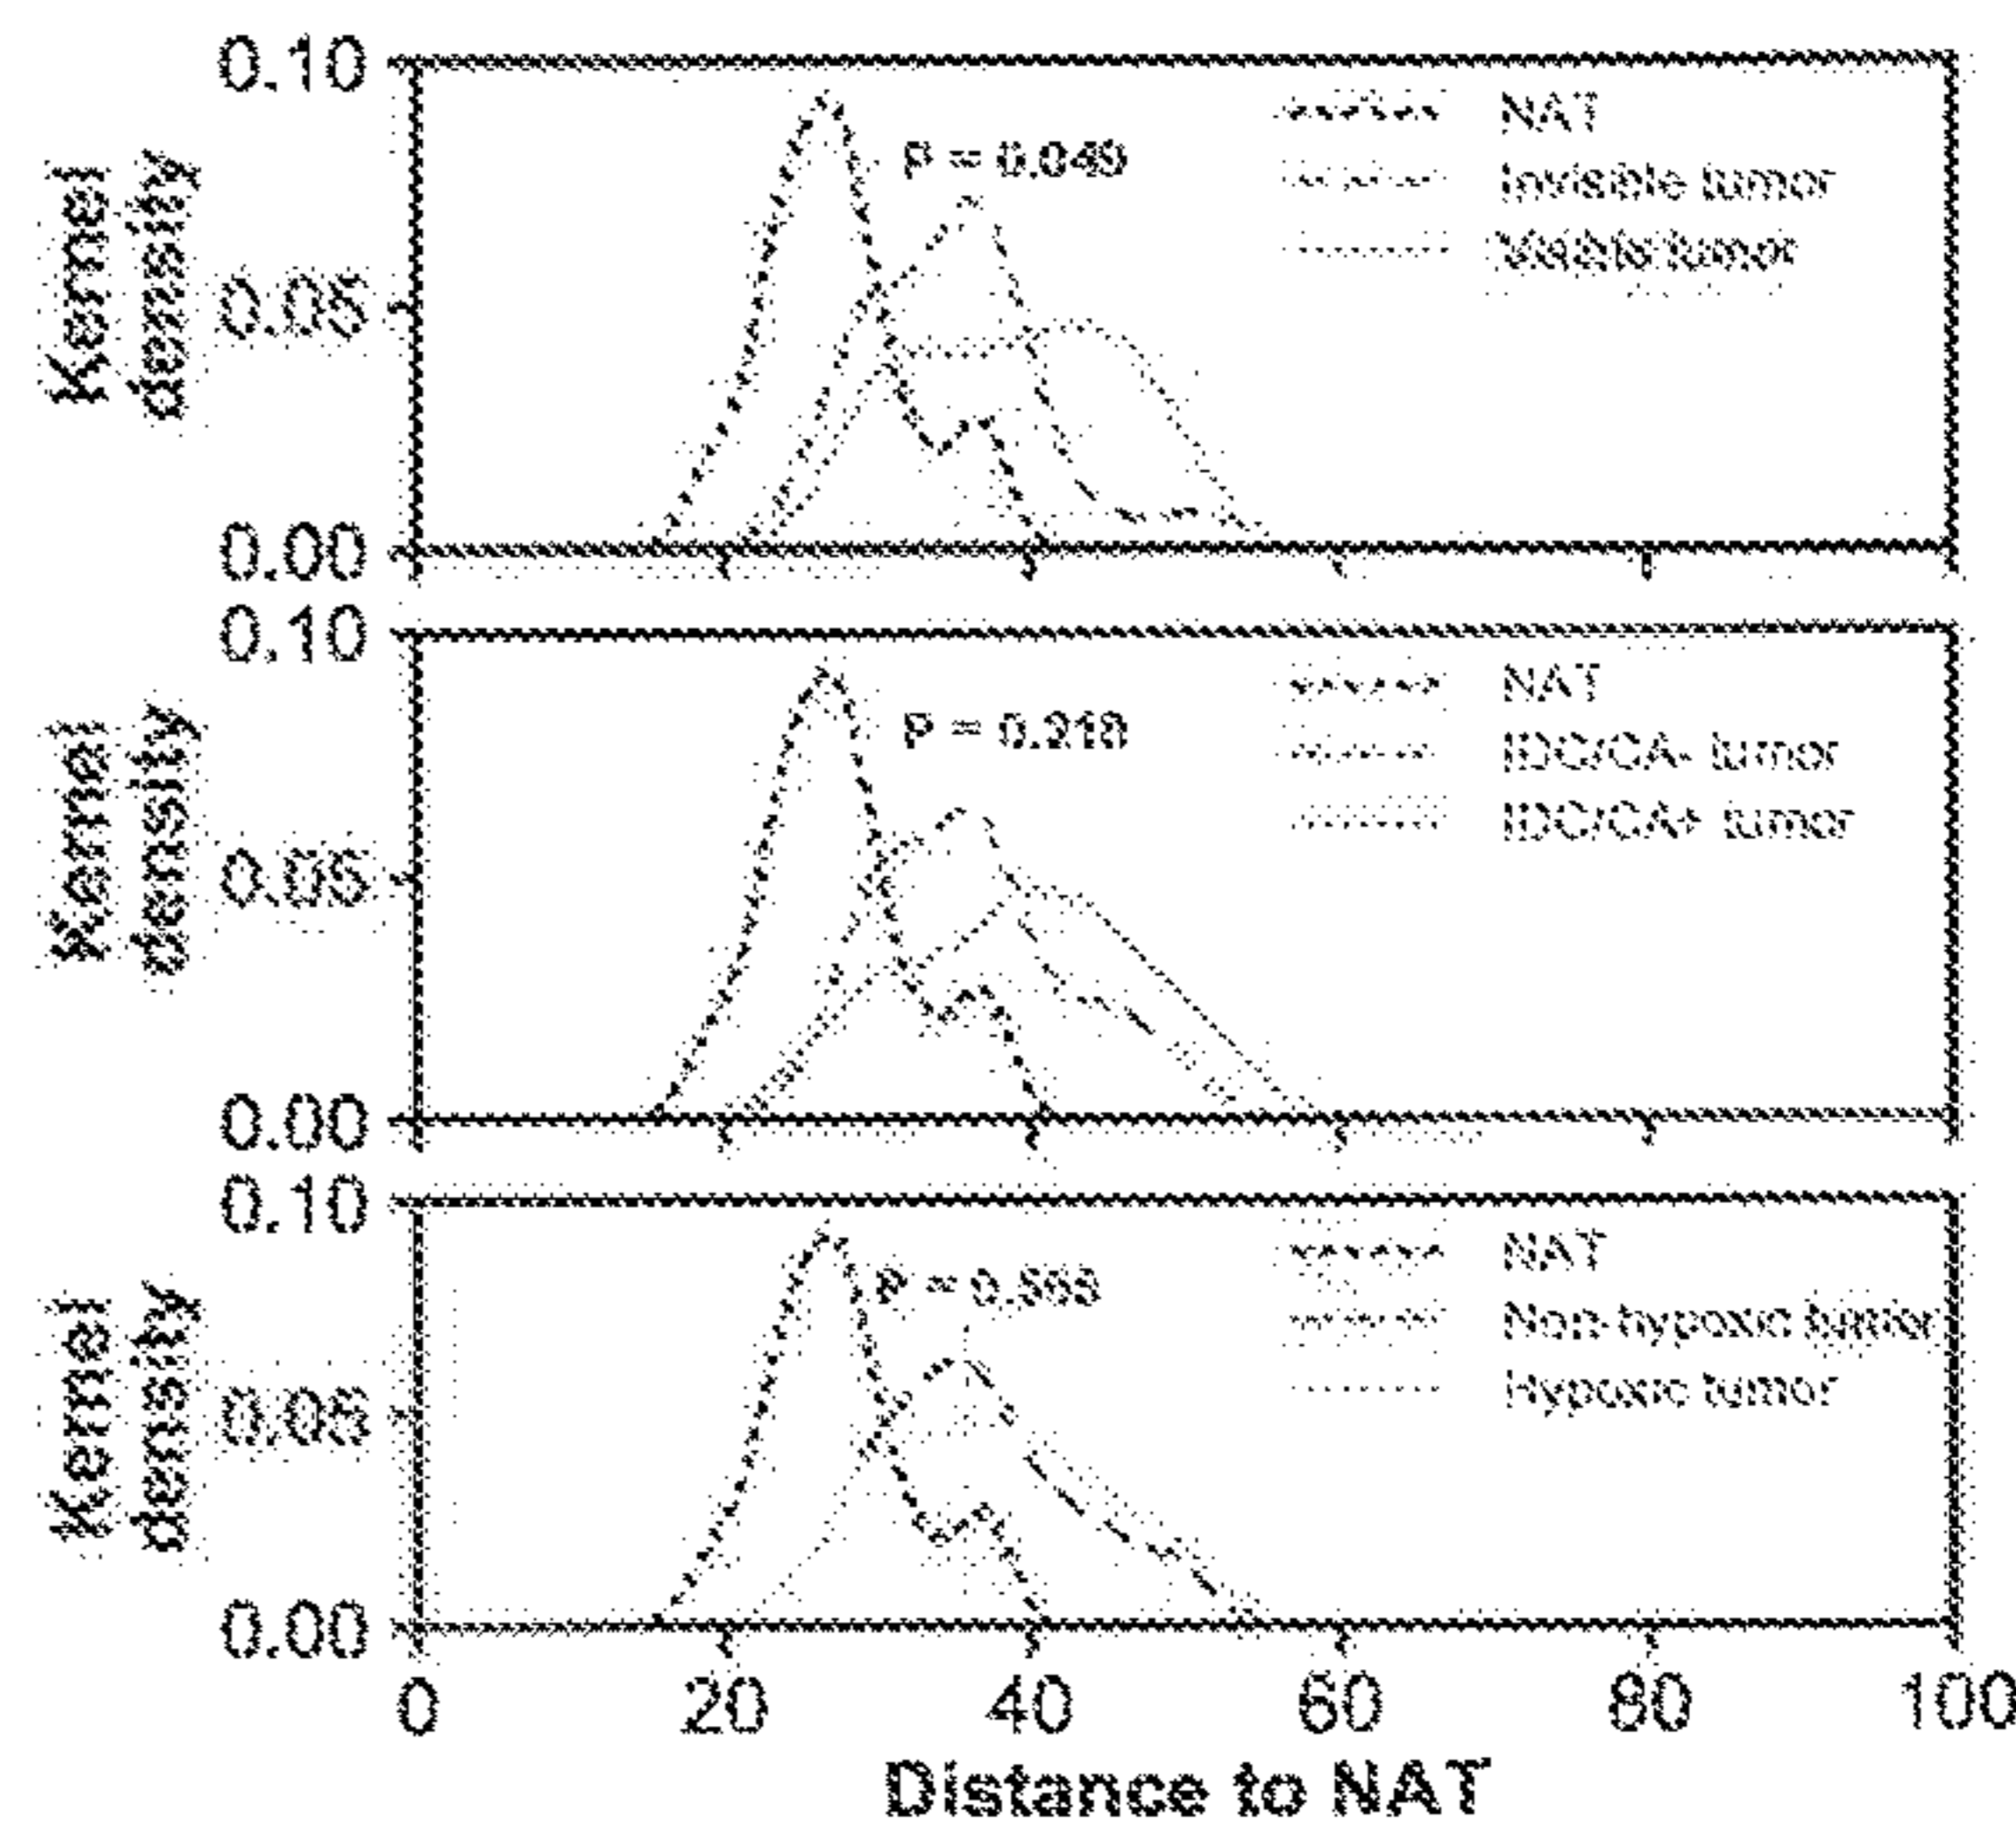 Kernel
density
0.10
0.05
0.00
P = 0.049
NAT
Invisible tumor
Visible tumor
Kernel
density
0.10
0.05
0.00
P = 0.218
NAT
IDC/CA- tumor
IDC/CA+ tumor
Kernel
density
0.10
0.05
0.00
NAT
Non-hypoxic tumor
Hypoxic tumor
0 20 40 60 80 100
Distance to NAT